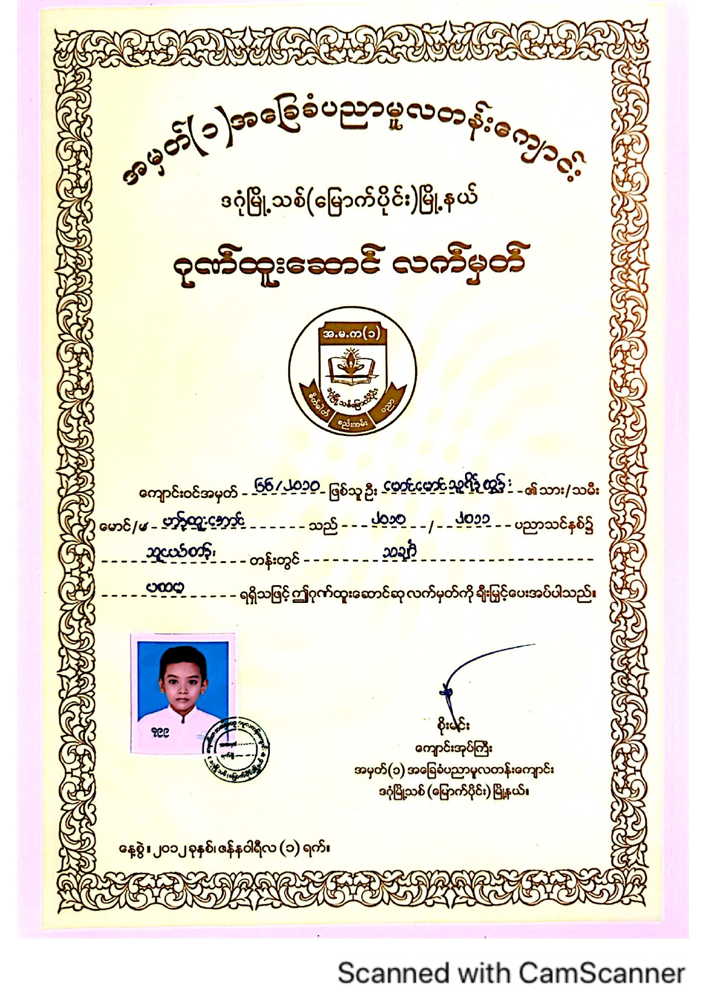 အမှတ်(၁)အခြေခံပညာမူလတန်းကျောင်း
ဒဂုံမြို့သစ်(မြောက်ပိုင်း)မြို့နယ်
ဂုဏ်ထူးဆောင် လက်မှတ်
အ.မ.က(၁)
ဒဂုံမြို့သစ်မြောက်ပိုင်း
စိတ်ဓါတ် စည်းကမ်း ပညာ
ကျောင်းဝင်အမှတ် - ၆၆/၂၀၁၀ - ဖြစ်သူ ဦး မောင်မောင်သူရိန်ထွန်း - ၏ သား/သမီး
မောင်/မ - ဟန်ထူးအောင် - သည် - ၂၀၁၀ - / - ၂၀၁၁ - ပညာသင်နှစ်၌
သူငယ်တန်း တန်းတွင် သင်္ချာ
ပထမ ရရှိသဖြင့် ဤဂုဏ်ထူးဆောင်ဆု လက်မှတ်ကို ချီးမြှင့်ပေးအပ်ပါသည်။
၇၉၉
စိုးမင်း
ကျောင်းအုပ်ကြီး
အမှတ်(၁) အခြေခံပညာမူလတန်းကျောင်း
ဒဂုံမြို့သစ် (မြောက်ပိုင်း) မြို့နယ်။
နေ့စွဲ ။ ၂၀၁၂ ခုနှစ်၊ ဇန်နဝါရီလ (၁) ရက်။
Scanned with CamScanner